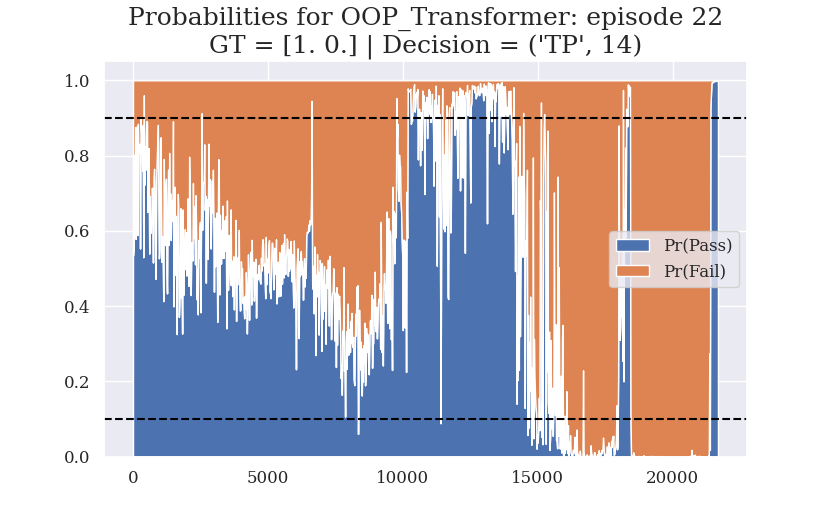 Probabilities for OOP_Transformer: episode 22
GT = [1. 0.] | Decision = ('TP', 14)
1.0
0.8
0.6
0.4
0.2
0.0
Pr(Pass)
Pr(Fail)
0
5000
10000
15000
20000